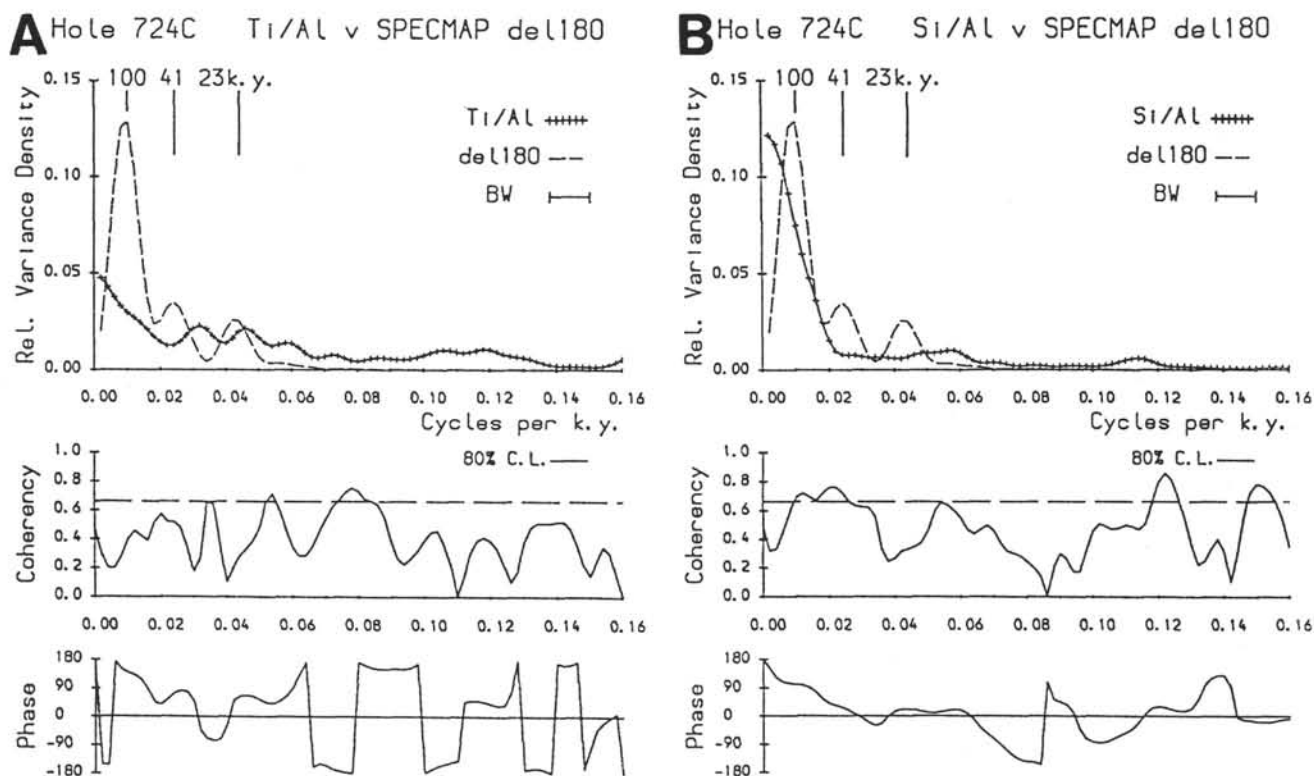 A Hole 724C Ti/Al v SPECMAP del180
0.15
100 41 23k.y.
Ti/Al
del180
BW
0.10
0.05
0.00
Rel. Variance Density
0.00 0.02 0.04 0.06 0.08 0.10 0.12 0.14 0.16
Cycles per k.y.
80% C.L.
1.0
0.8
0.6
0.4
0.2
0.0
Coherency
0.00 0.02 0.04 0.06 0.08 0.10 0.12 0.14 0.16
180
90
0
-90
-180
Phase
B Hole 724C Si/Al v SPECMAP del180
0.15
100 41 23k.y.
Si/Al
del180
BW
0.10
0.05
0.00
Rel. Variance Density
0.00 0.02 0.04 0.06 0.08 0.10 0.12 0.14 0.16
Cycles per k.y.
80% C.L.
1.0
0.8
0.6
0.4
0.2
0.0
Coherency
0.00 0.02 0.04 0.06 0.08 0.10 0.12 0.14 0.16
180
90
0
-90
-180
Phase